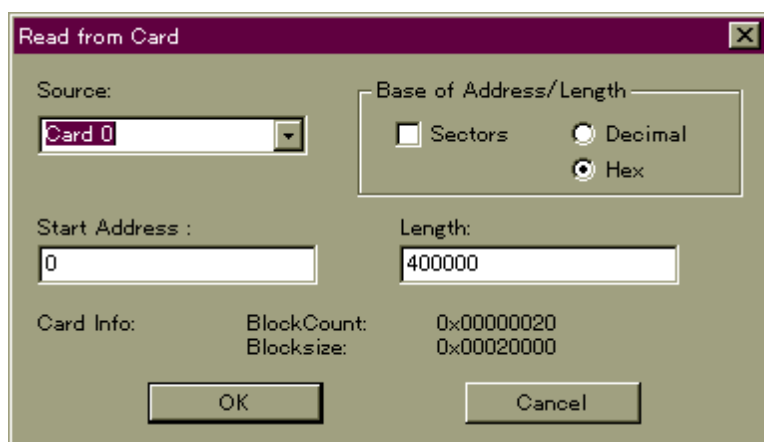 Read from Card
Source:
Card 0
Base of Address/Length
Sectors
Decimal
Hex
Start Address :
0
Length:
400000
Card Info: BlockCount: 0x00000020
Blocksize: 0x00020000
OK Cancel